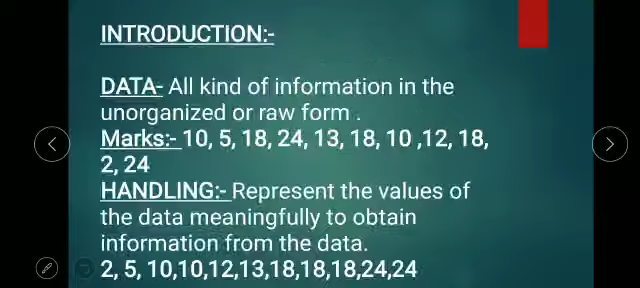 INTRODUCTION:-
DATA- All kind of information in the
unorganized or raw form .
Marks:- 10, 5, 18, 24, 13, 18, 10 ,12, 18,
2, 24
HANDLING:- Represent the values of
the data meaningfully to obtain
information from the data.
2, 5, 10,10,12,13,18,18,18,24,24